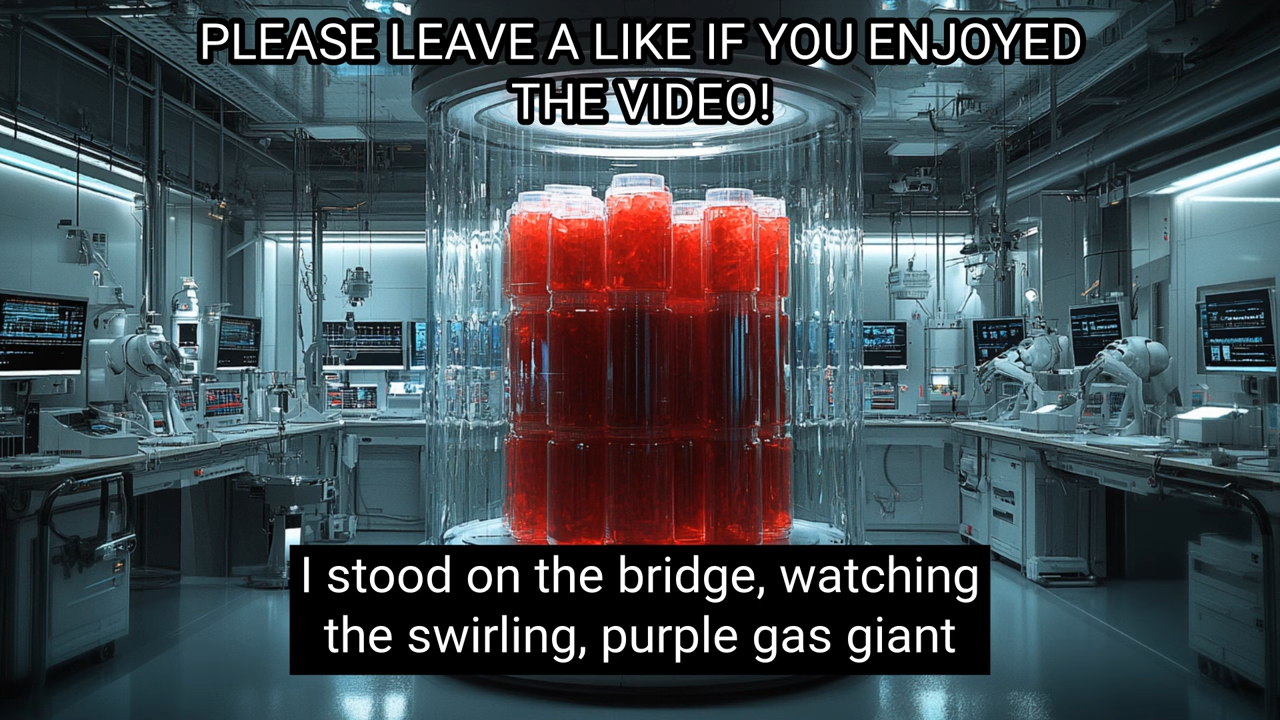 PLEASE LEAVE A LIKE IF YOU ENJOYED
THE VIDEO!
I stood on the bridge, watching
the swirling, purple gas giant